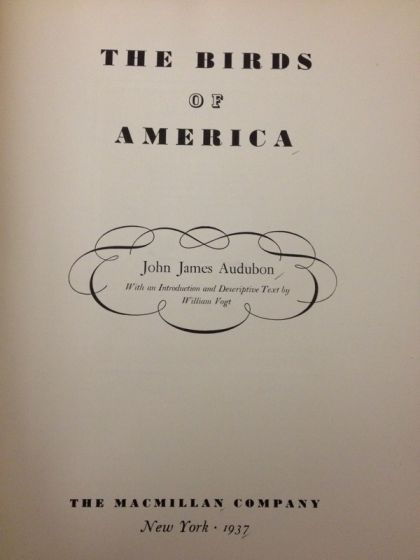 THE BIRDS
OF
AMERICA
John James Audubon
With an Introduction and Descriptive Text by
William Vogt
THE MACMILLAN COMPANY
New York · 1937